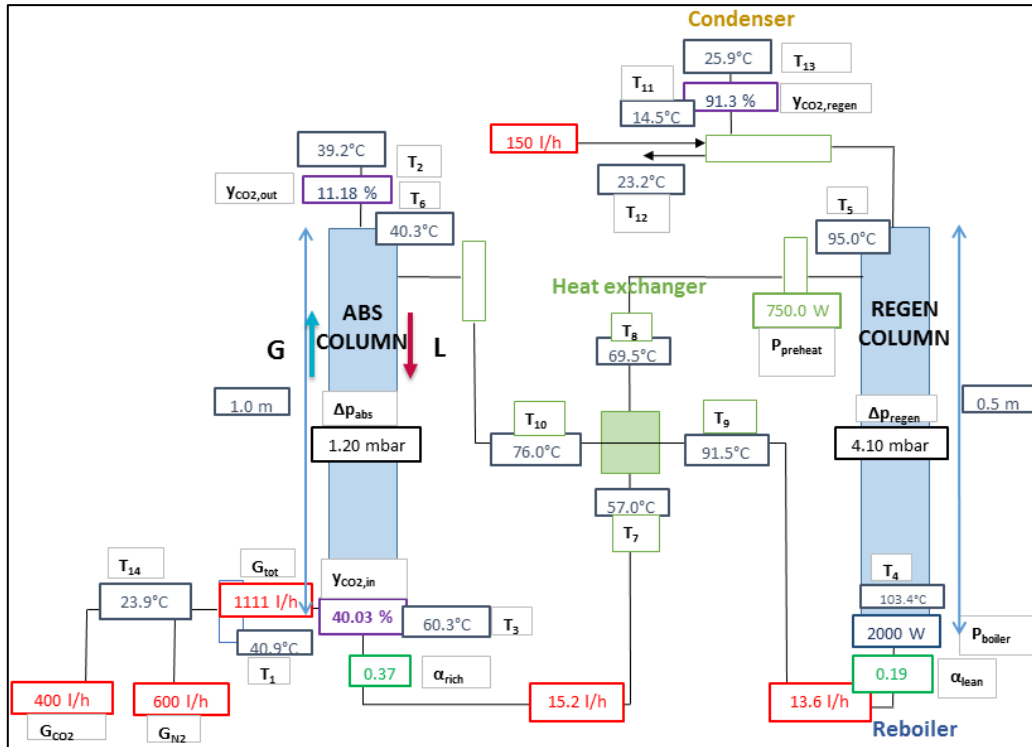 Condenser
25.9°C
T13
T11
91.3 %
yCO2,regen
14.5°C
150 l/h
39.2°C
T2
23.2°C
yCO2,out
11.18 %
T6
T12
T5
40.3°C
95.0°C
Heat exchanger
ABS
COLUMN
750.0 W
REGEN
COLUMN
G
L
T8
Ppreheat
69.5°C
1.0 m
Δpabs
T10
T9
Δpregen
0.5 m
1.20 mbar
76.0°C
91.5°C
4.10 mbar
57.0°C
T7
T14
Gtot
yCO2,in
T4
23.9°C
1111 l/h
103.4°C
40.03 %
60.3°C
T3
2000 W
Pboiler
40.9°C
T1
0.37
αrich
0.19
αlean
400 l/h
600 l/h
15.2 l/h
13.6 l/h
GCO2
GN2
Reboiler